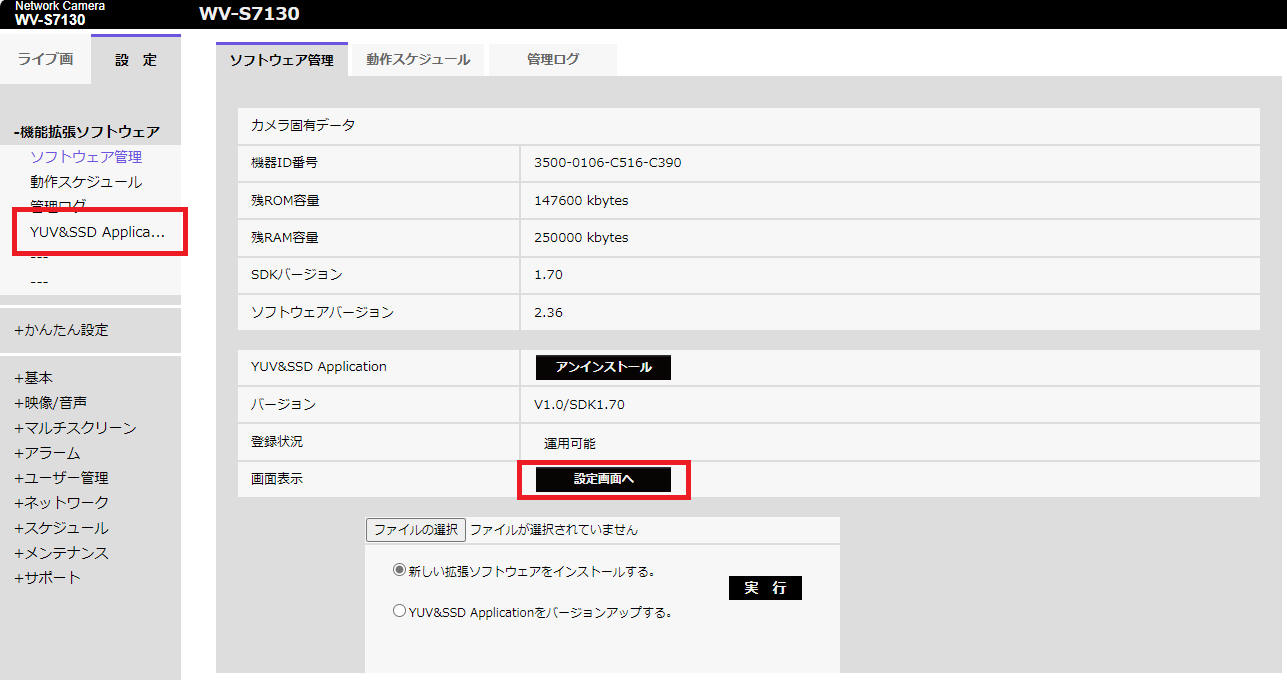 Network Camera
WV-S7130
WV-S7130
ライブ画
設 定
-機能拡張ソフトウェア
ソフトウェア管理
動作スケジュール
管理ログ
YUV&SSD Applica...
---
---
+かんたん設定
+基本
+映像/音声
+マルチスクリーン
+アラーム
+ユーザー管理
+ネットワーク
+スケジュール
+メンテナンス
+サポート
ソフトウェア管理 動作スケジュール 管理ログ
カメラ固有データ
機器ID番号 3500-0106-C516-C390
残ROM容量 147600 kbytes
残RAM容量 250000 kbytes
SDKバージョン 1.70
ソフトウェアバージョン 2.36
YUV&SSD Application アンインストール
バージョン V1.0/SDK1.70
登録状況 運用可能
画面表示 設定画面へ
ファイルの選択 ファイルが選択されていません
新しい拡張ソフトウェアをインストールする。
YUV&SSD Applicationをバージョンアップする。
実 行